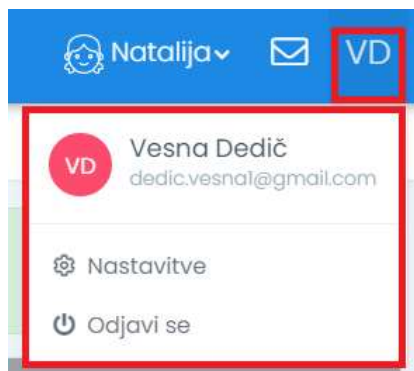 Natalija
VD
VD
Vesna Dedič
dedic.vesna1@gmail.com
Nastavitve
Odjavi se